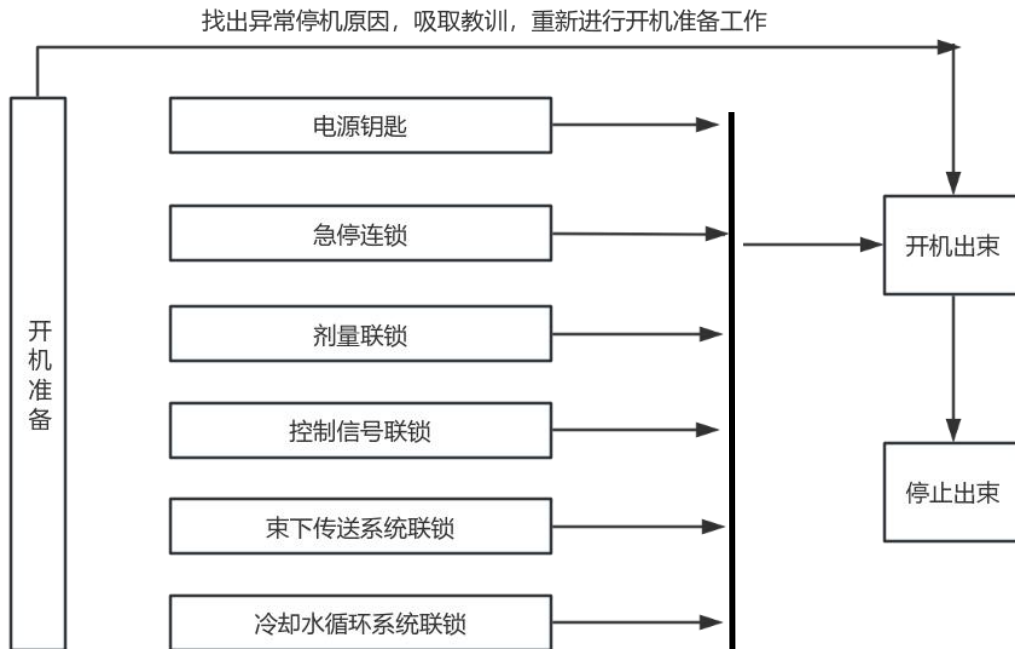 找出异常停机原因，吸取教训，重新进行开机准备工作
开机准备
电源钥匙
急停连锁
剂量联锁
控制信号联锁
束下传送系统联锁
冷却水循环系统联锁
开机出束
停止出束